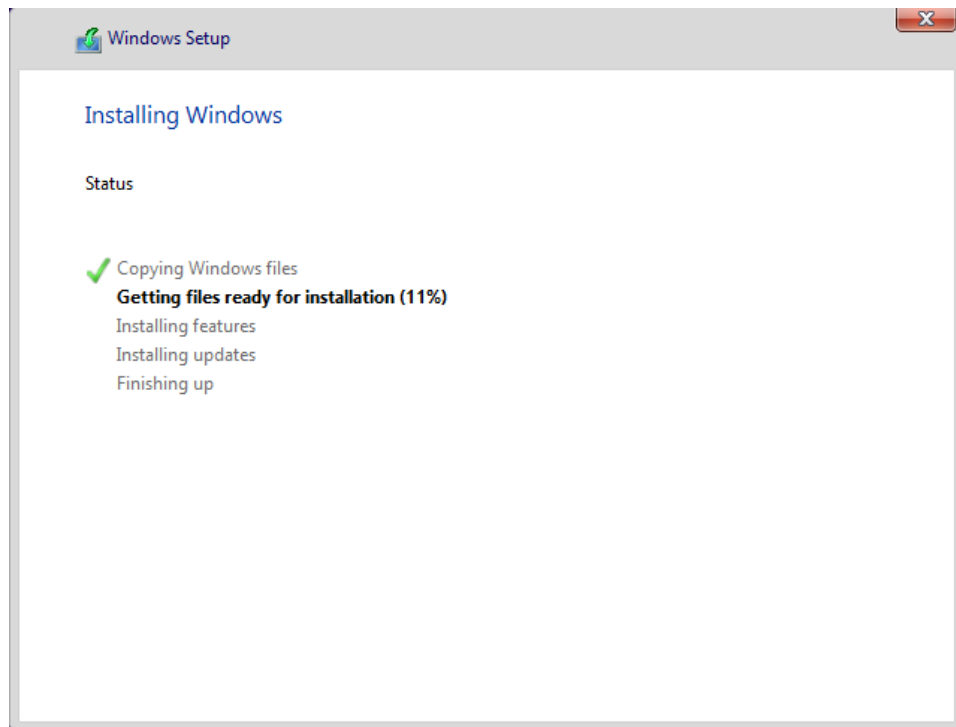 Windows Setup
Installing Windows
Status
Copying Windows files
Getting files ready for installation (11%)
Installing features
Installing updates
Finishing up